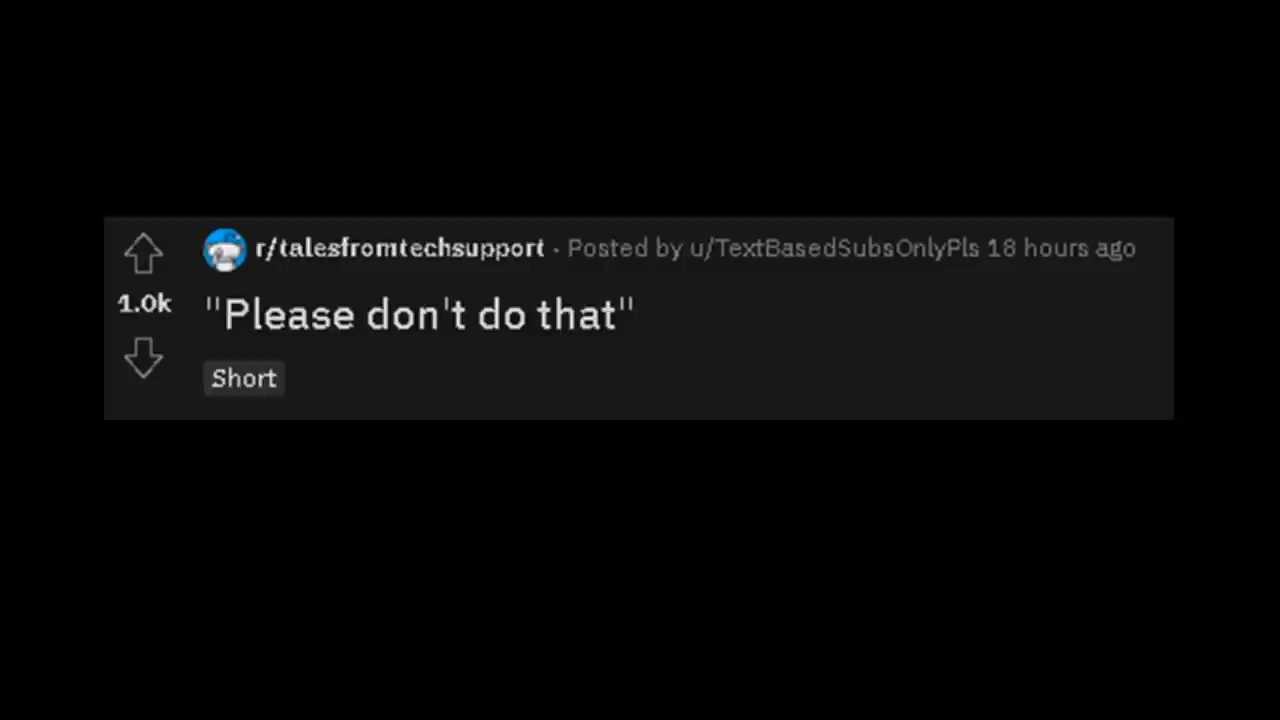 r/talesfromtechsupport · Posted by u/TextBasedSubsOnlyPls 18 hours ago
1.0k
"Please don't do that"
Short